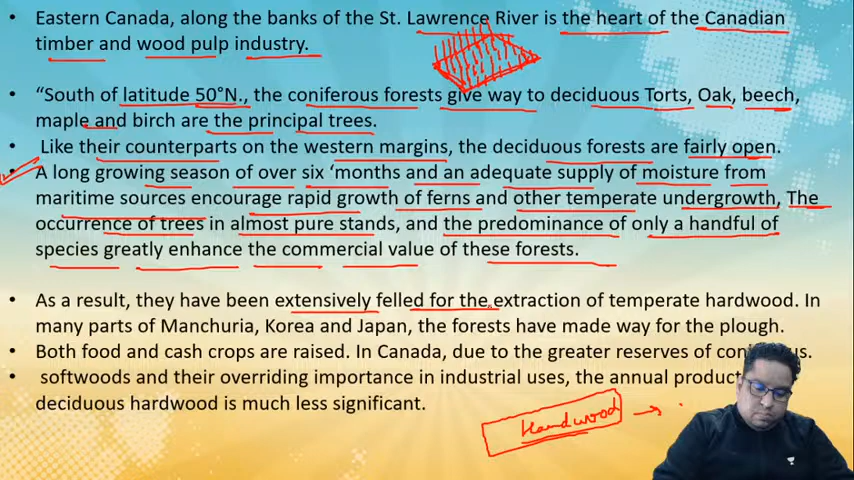 • Eastern Canada, along the banks of the St. Lawrence River is the heart of the Canadian
timber and wood pulp industry.
• “South of latitude 50°N., the coniferous forests give way to deciduous Torts, Oak, beech,
maple and birch are the principal trees.
• Like their counterparts on the western margins, the deciduous forests are fairly open.
• A long growing season of over six ‘months and an adequate supply of moisture from
maritime sources encourage rapid growth of ferns and other temperate undergrowth, The
occurrence of trees in almost pure stands, and the predominance of only a handful of
species greatly enhance the commercial value of these forests.
• As a result, they have been extensively felled for the extraction of temperate hardwood. In
many parts of Manchuria, Korea and Japan, the forests have made way for the plough.
• Both food and cash crops are raised. In Canada, due to the greater reserves of
• softwoods and their overriding importance in industrial uses, the annual
deciduous hardwood is much less significant.
Hardwood →